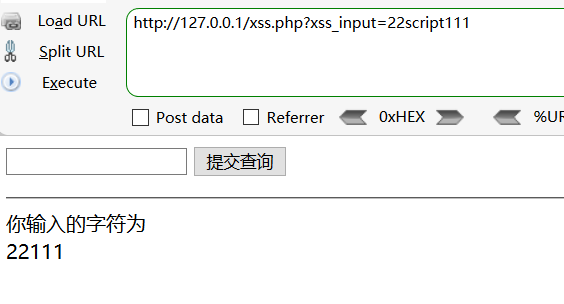 Load URL
http://127.0.0.1/xss.php?xss_input=22script111
Split URL
Execute
Post data Referrer 0xHEX %UR
提交查询
你输入的字符为
22111